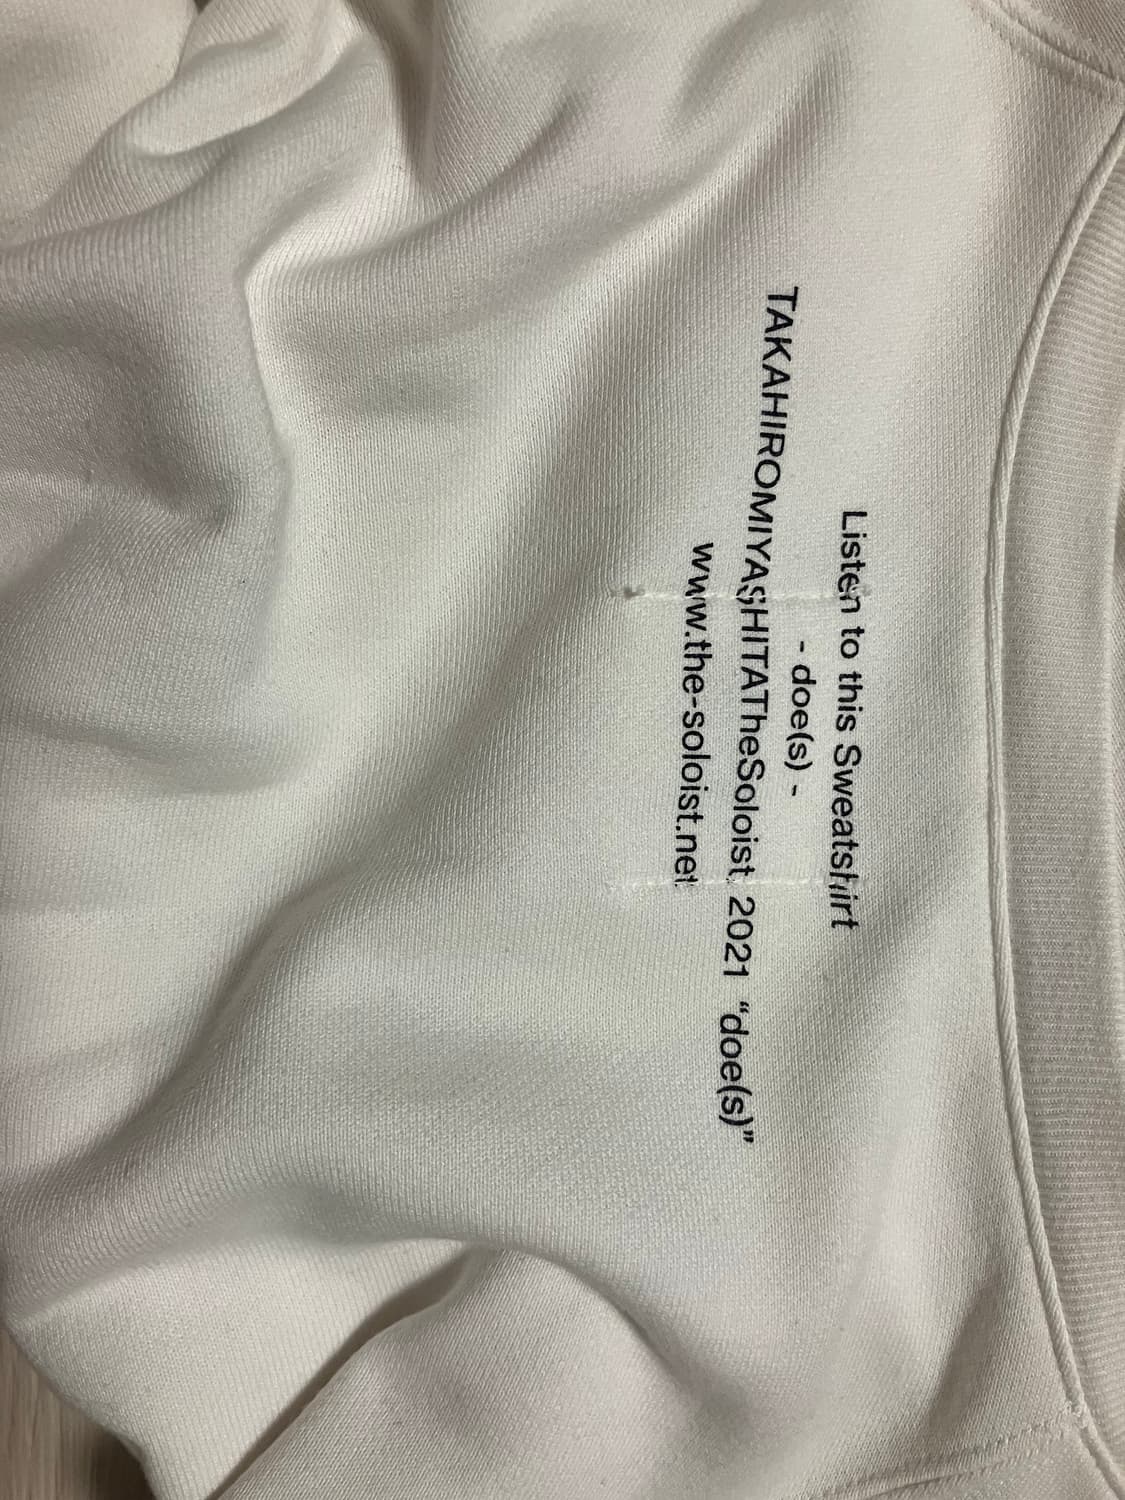 Listen to this Sweatshirt
- doe(s) -
TAKAHIROMIYASHITATheSoloist. 2021 “doe(s)”
www.the-soloist.net